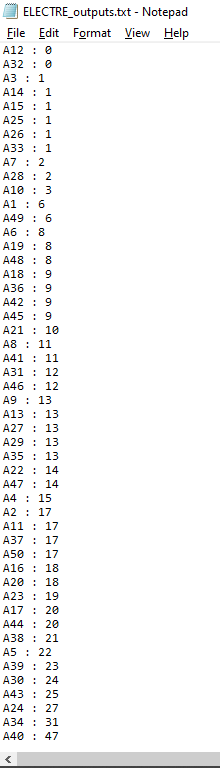 ELECTRE_outputs.txt - Notepad
File Edit Format View Help
A12 : 0
A32 : 0
A3 : 1
A14 : 1
A15 : 1
A25 : 1
A26 : 1
A33 : 1
A7 : 2
A28 : 2
A10 : 3
A1 : 6
A49 : 6
A6 : 8
A19 : 8
A48 : 8
A18 : 9
A36 : 9
A42 : 9
A45 : 9
A21 : 10
A8 : 11
A41 : 11
A31 : 12
A46 : 12
A9 : 13
A13 : 13
A27 : 13
A29 : 13
A35 : 13
A22 : 14
A47 : 14
A4 : 15
A2 : 17
A11 : 17
A37 : 17
A50 : 17
A16 : 18
A20 : 18
A23 : 19
A17 : 20
A44 : 20
A38 : 21
A5 : 22
A39 : 23
A30 : 24
A43 : 25
A24 : 27
A34 : 31
A40 : 47